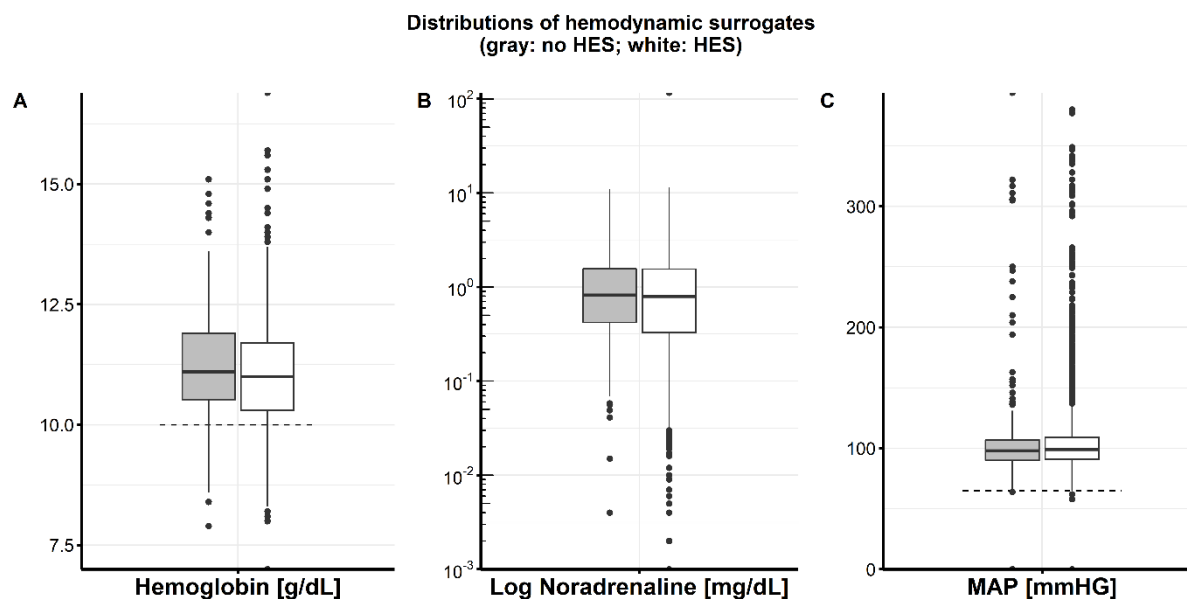 Distributions of hemodynamic surrogates
(gray: no HES; white: HES)
A
15.0
12.5
10.0
7.5
Hemoglobin [g/dL]
B
10^2
10^1
10^0
10^-1
10^-2
10^-3
Log Noradrenaline [mg/dL]
C
300
200
100
0
MAP [mmHG]